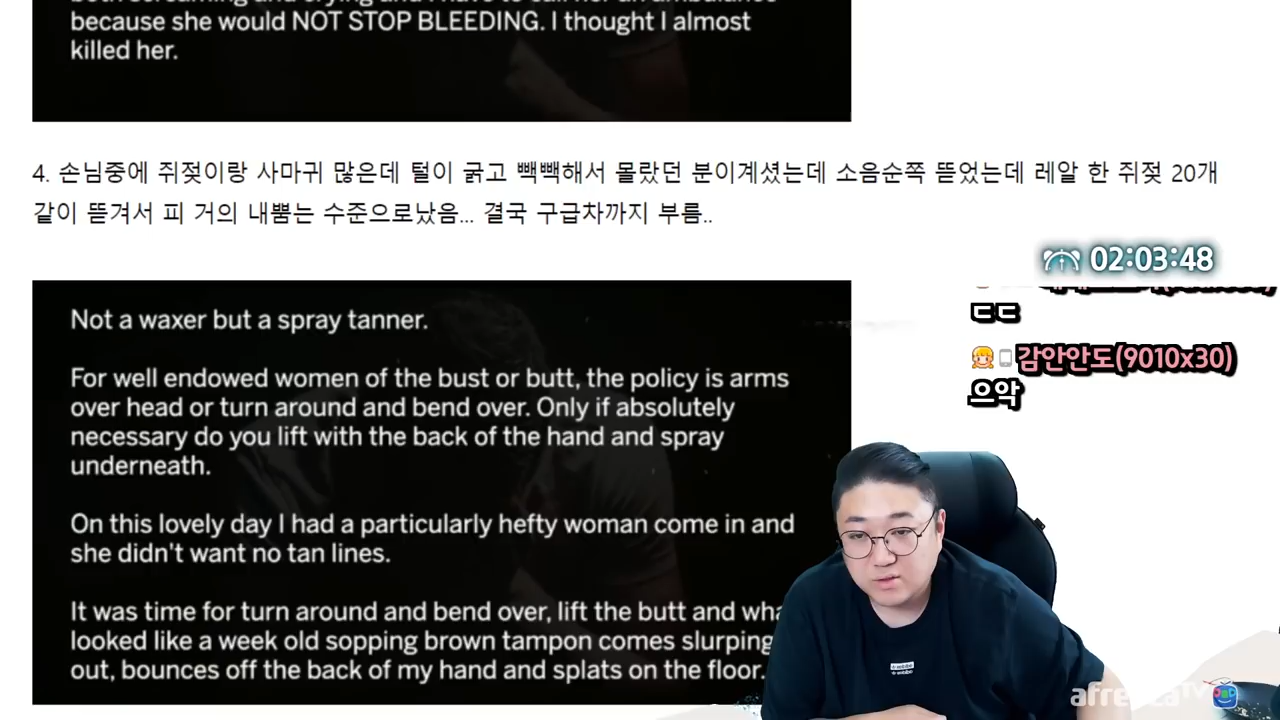 because she would NOT STOP BLEEDING. I thought I almost
killed her.
4. 손님중에 쥐젖이랑 사마귀 많은데 털이 굵고 빽빽해서 몰랐던 분이계셨는데 소음순쪽 뜯었는데 레알 한 쥐젖 20개
같이 뜯겨서 피 거의 내뿜는 수준으로났음... 결국 구급차까지 부름..
02:03:48
ㄷㄷ
감안안도(9010x30)
으악
Not a waxer but a spray tanner.
For well endowed women of the bust or butt, the policy is arms
over head or turn around and bend over. Only if absolutely
necessary do you lift with the back of the hand and spray
underneath.
On this lovely day I had a particularly hefty woman come in and
she didn't want no tan lines.
It was time for turn around and bend over, lift the butt and
looked like a week old sopping brown tampon comes slurping
out, bounces off the back of my hand and splats on the floor.
afreecaTV